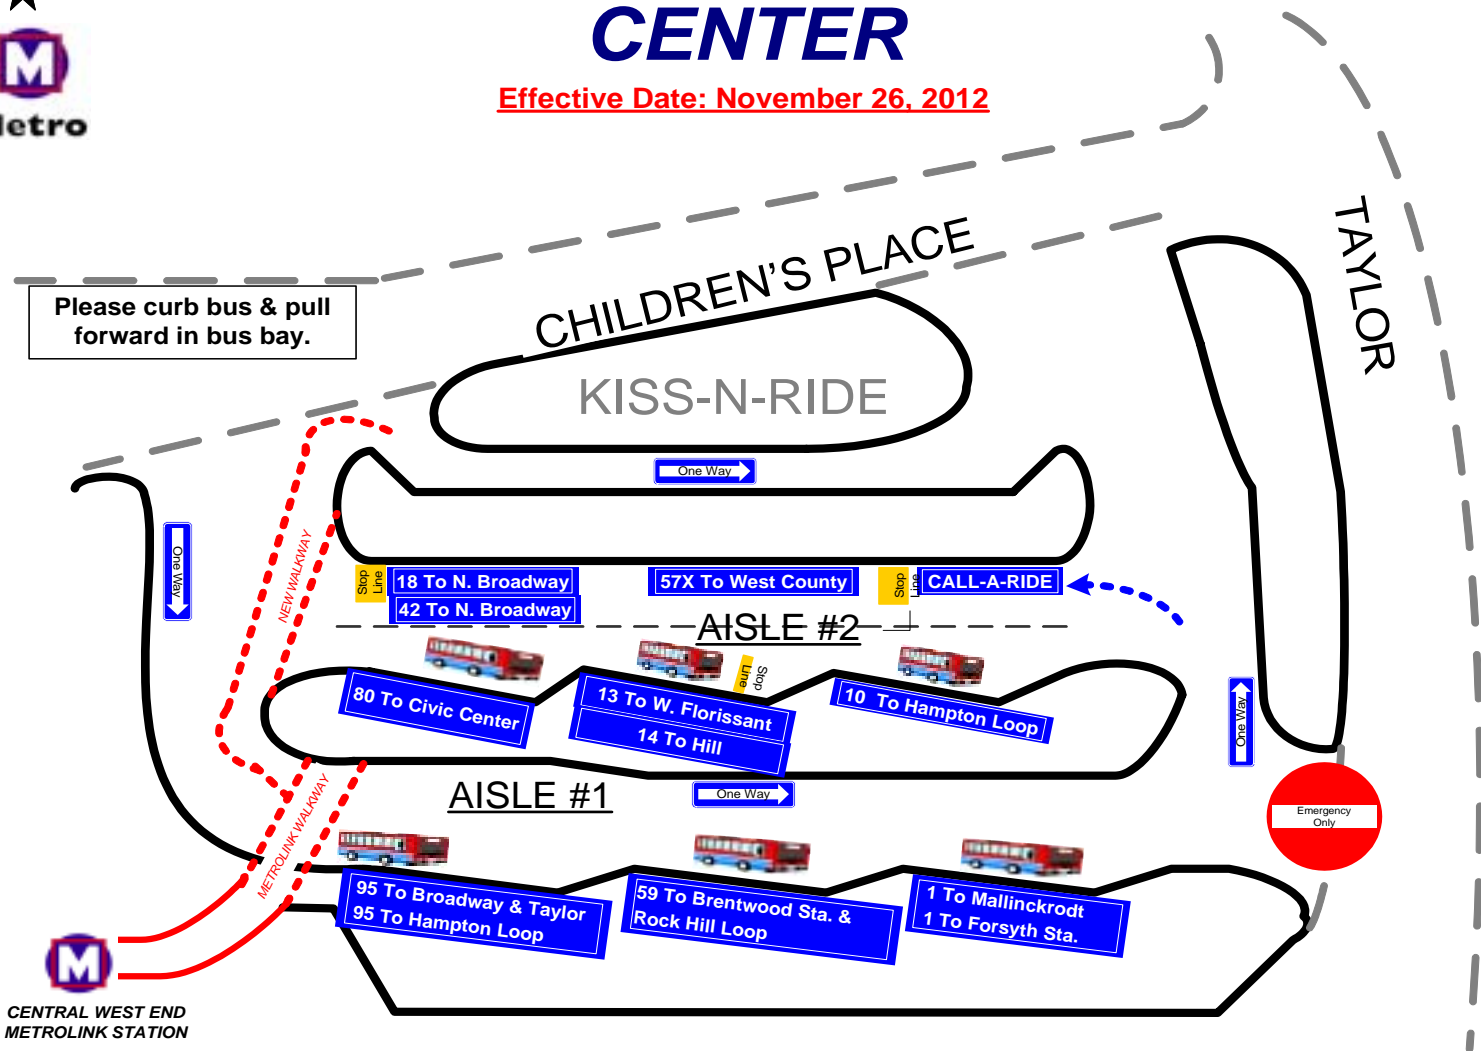 CENTER
Effective Date: November 26, 2012
M
Metro
TAYLOR
CHILDREN'S PLACE
Please curb bus & pull
forward in bus bay.
KISS-N-RIDE
One Way
One Way
NEW WALKWAY
Stop
Line
18 To N. Broadway
42 To N. Broadway
57X To West County
Stop
Line
CALL-A-RIDE
AISLE #2
80 To Civic Center
13 To W. Florissant
14 To Hill
Stop
Line
10 To Hampton Loop
One Way
AISLE #1
One Way
Emergency
Only
METROLINK WALKWAY
95 To Broadway & Taylor
95 To Hampton Loop
59 To Brentwood Sta. &
Rock Hill Loop
1 To Mallinckrodt
1 To Forsyth Sta.
M
CENTRAL WEST END
METROLINK STATION